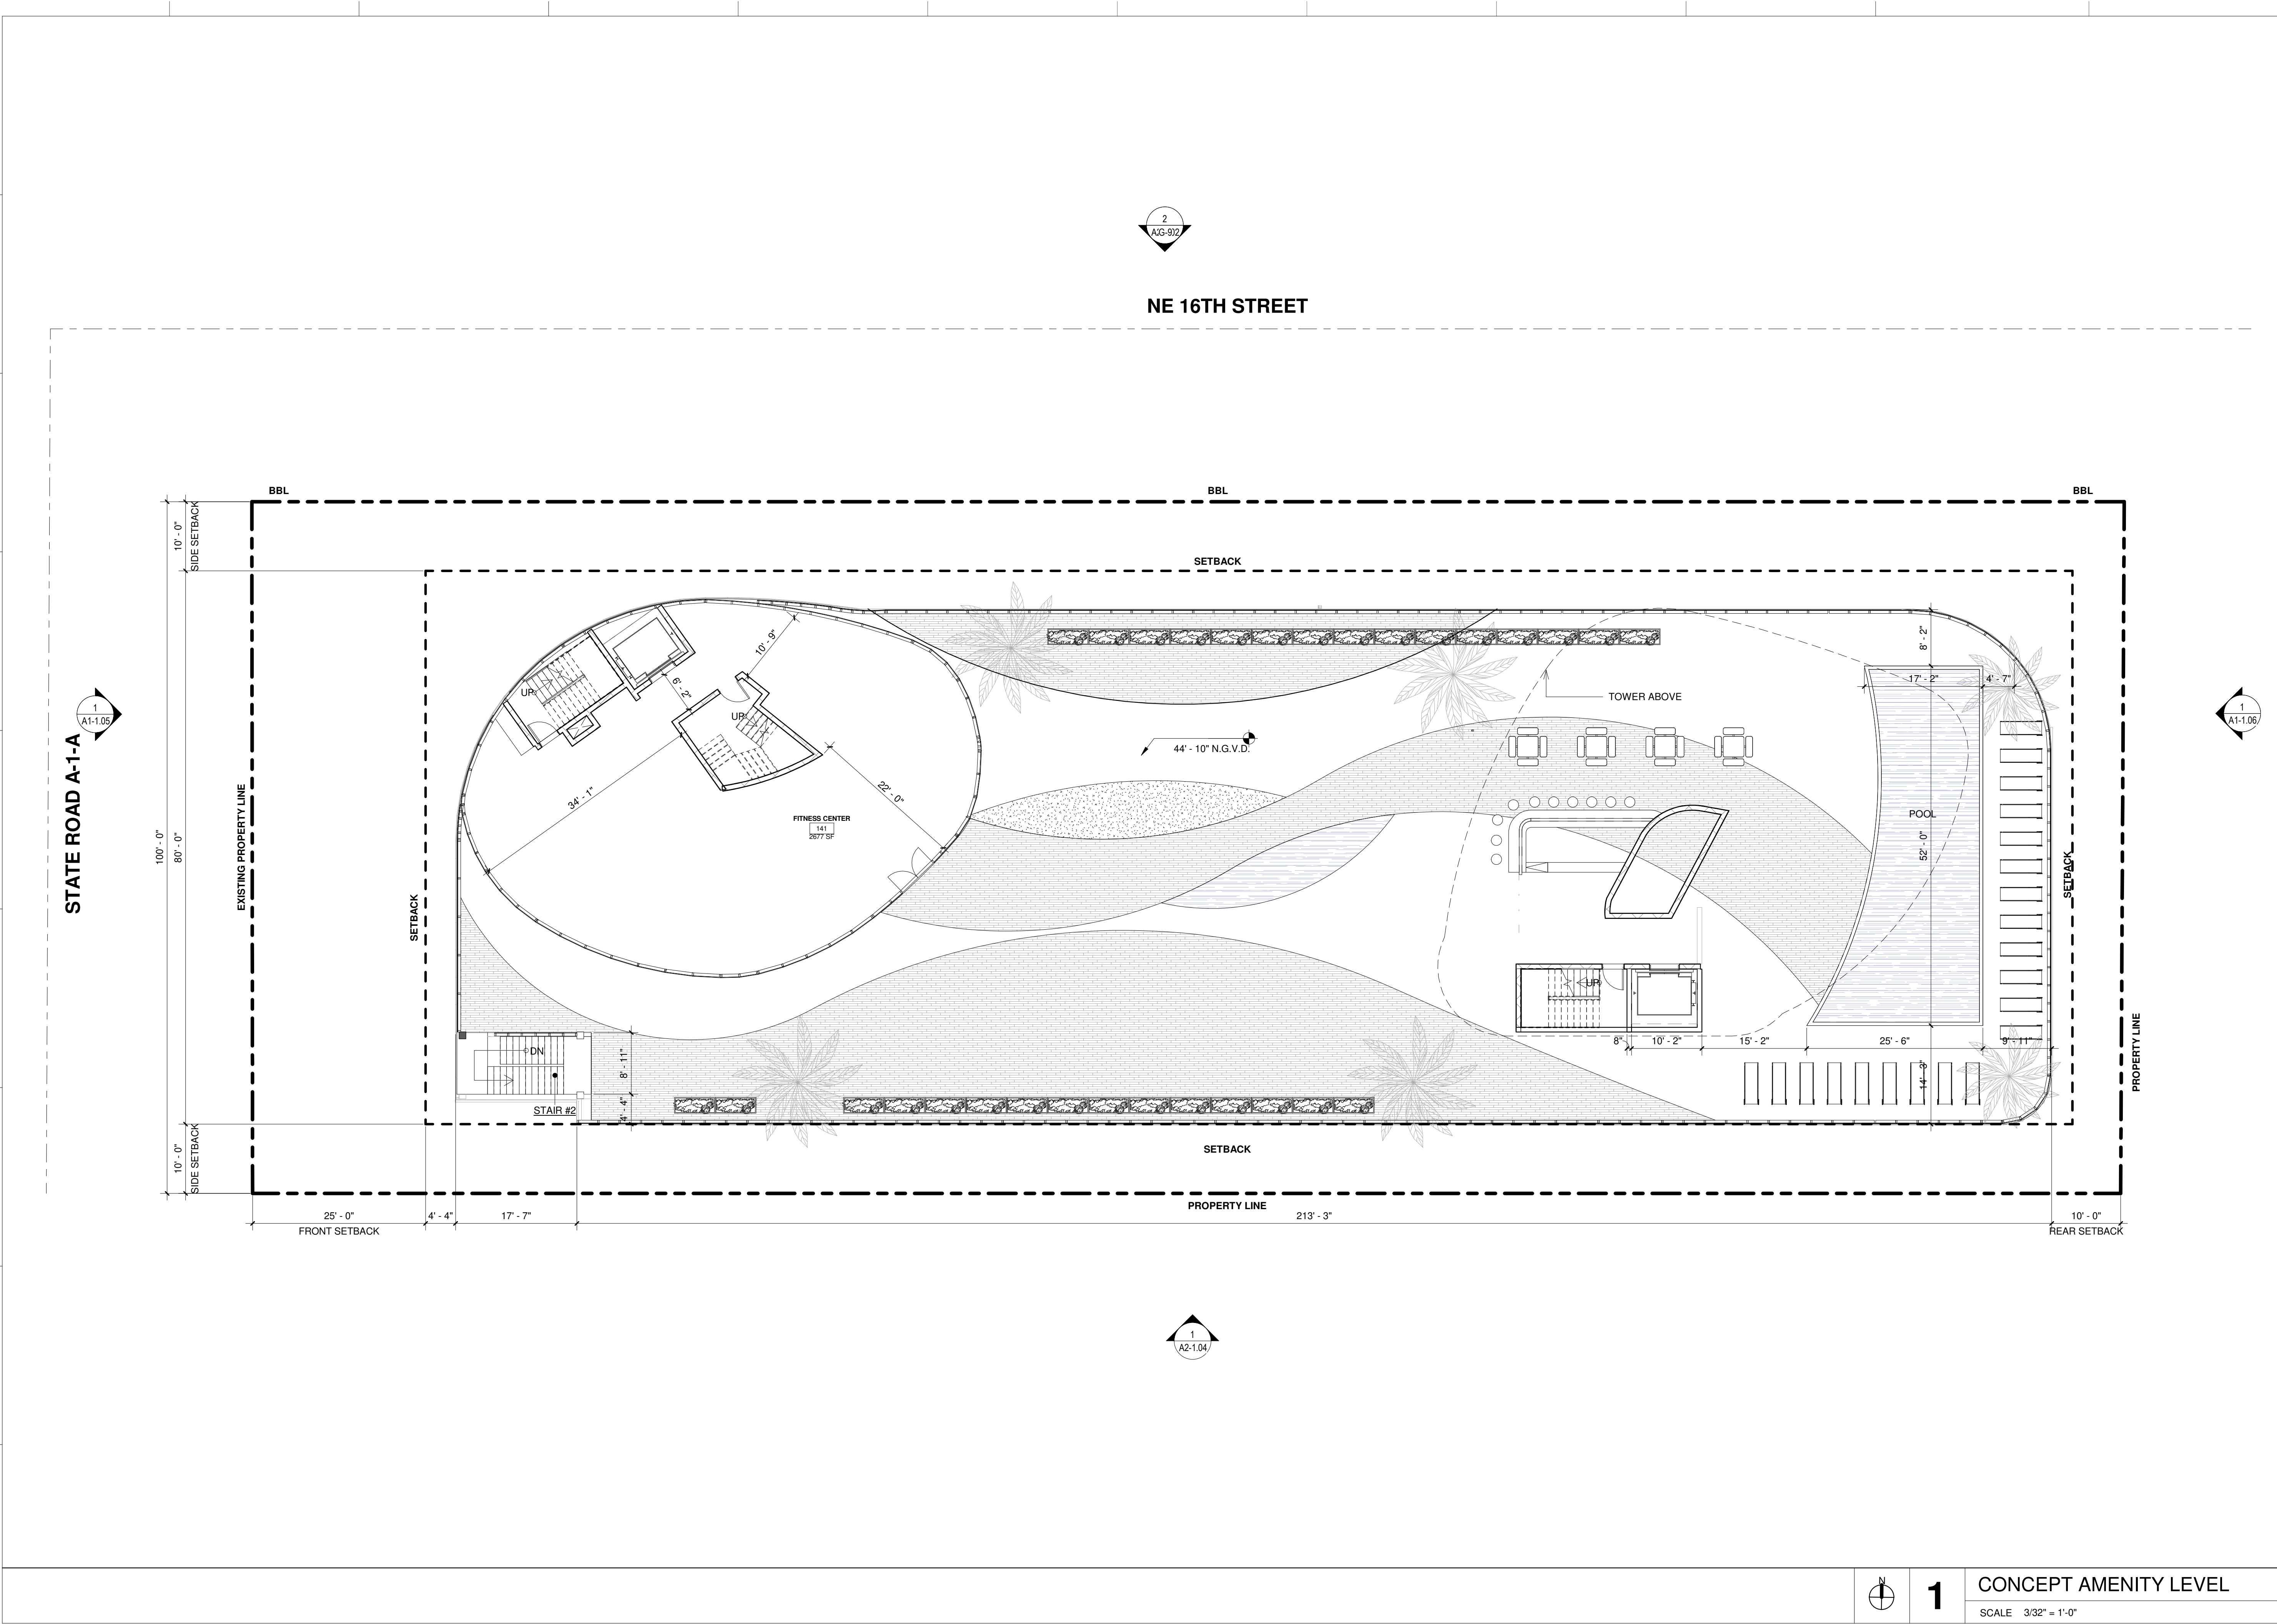 2
NE 16TH STREET
BBL
BBL
BBL
10' - 0"
SIDE SETBACK
SETBACK
10' - 9"
6' - 2"
UP
UP
8' - 2"
17' - 2"
4' - 7"
TOWER ABOVE
1
A1-1.05
1
A1-1.06
44' - 10" N.G.V.D.
STATE ROAD A-1-A
100' - 0"
80' - 0"
EXISTING PROPERTY LINE
SETBACK
34' - 1"
22' - 0"
FITNESS CENTER
141
2677 SF
POOL
52' - 0"
SETBACK
UP
DN
8' - 11"
4' - 4"
STAIR #2
8"
10' - 2"
15' - 2"
25' - 6"
9' - 11"
14' - 3"
PROPERTY LINE
SETBACK
10' - 0"
SIDE SETBACK
PROPERTY LINE
25' - 0"
4' - 4"
17' - 7"
213' - 3"
10' - 0"
FRONT SETBACK
REAR SETBACK
1
A2-1.04
N
1
CONCEPT AMENITY LEVEL
SCALE 3/32" = 1'-0"